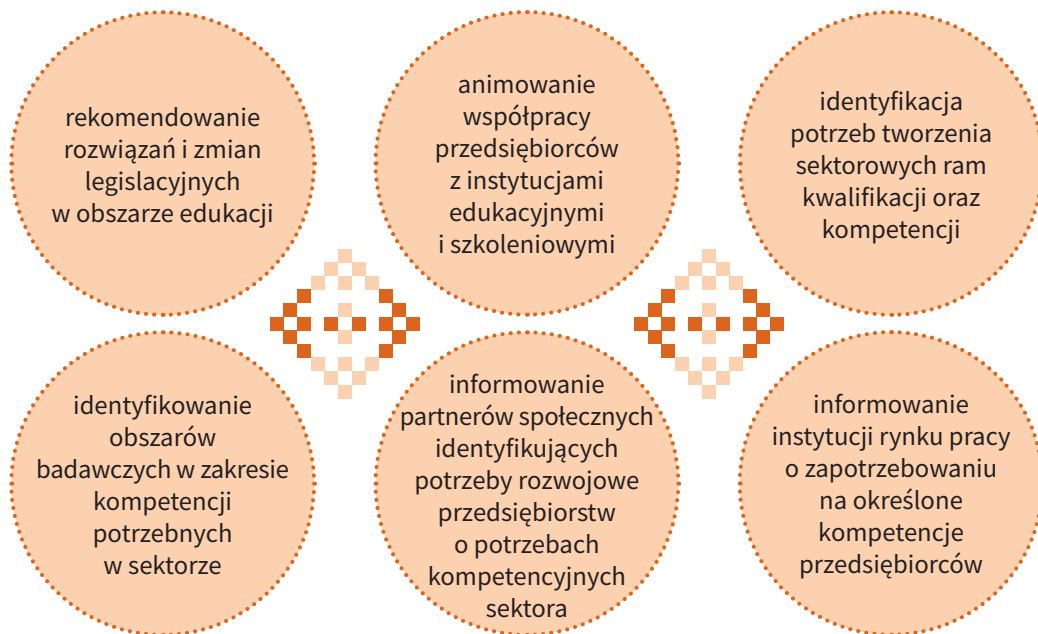 rekomendowanie
rozwiązań i zmian
legislacyjnych
w obszarze edukacji
animowanie
współpracy
przedsiębiorców
z instytucjami
edukacyjnymi
i szkoleniowymi
identyfikacja
potrzeb tworzenia
sektorowych ram
kwalifikacji oraz
kompetencji
identyfikowanie
obszarów
badawczych w zakresie
kompetencji
potrzebnych
w sektorze
informowanie
partnerów społecznych
identyfikujących
potrzeby rozwojowe
przedsiębiorstw
o potrzebach
kompetencyjnych
sektora
informowanie
instytucji rynku pracy
o zapotrzebowaniu
na określone
kompetencje
przedsiębiorców